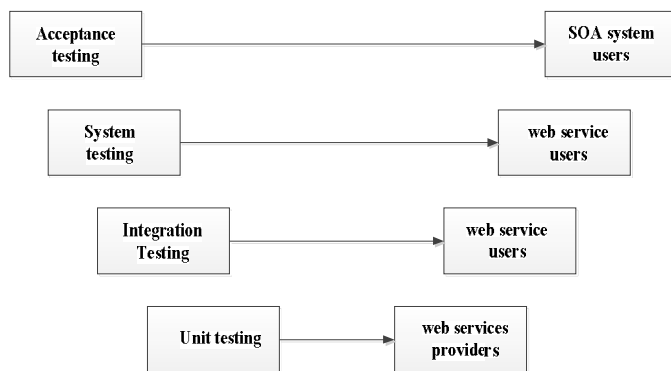 Acceptance
testing
SOA system
users
System
testing
web service
users
Integration
Testing
web service
users
Unit testing
web services
providers